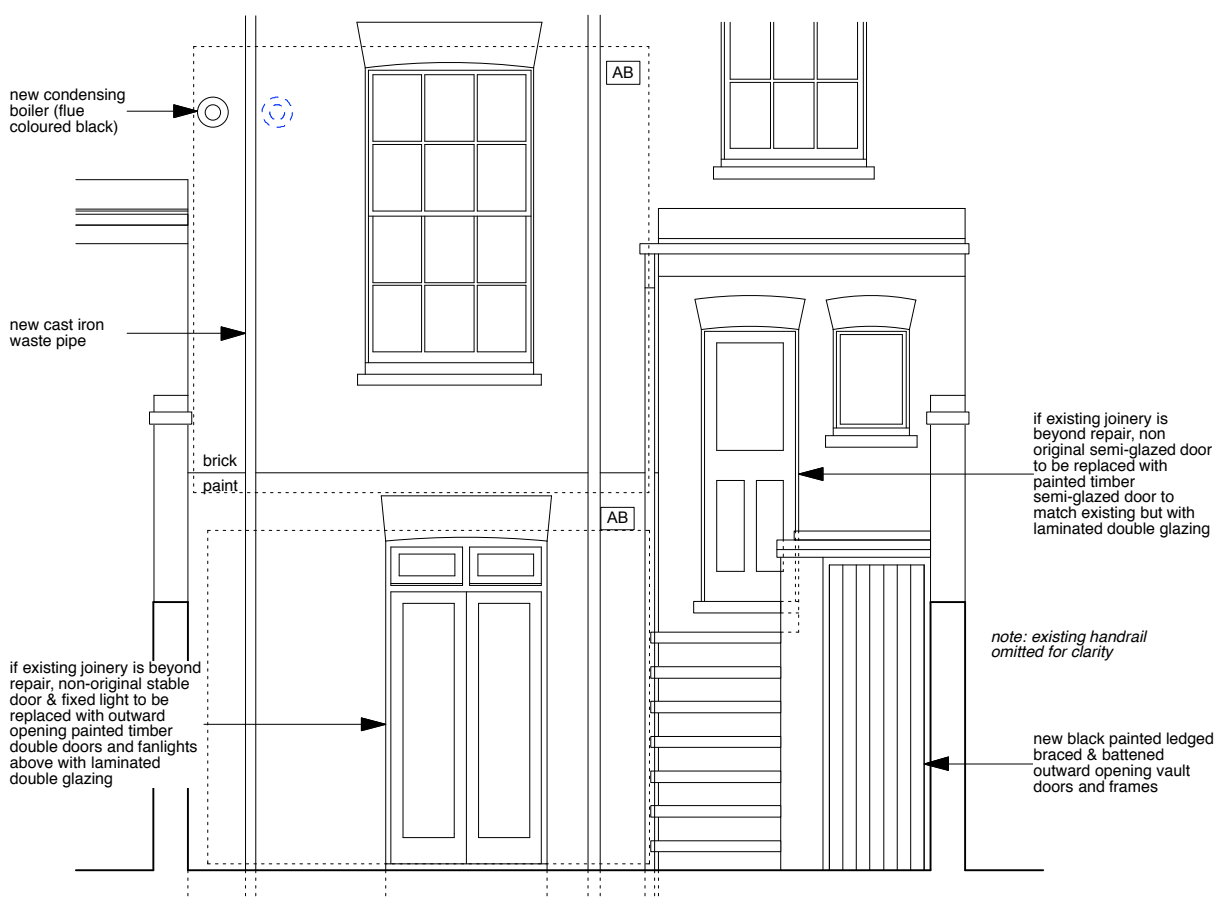 AB
new condensing
boiler (flue
coloured black)
new cast iron
waste pipe
if existing joinery is
beyond repair, non
original semi-glazed door
to be replaced with
painted timber
semi-glazed door to
match existing but with
laminated double glazing
brick
paint
AB
note: existing handrail
omitted for clarity
if existing joinery is beyond
repair, non-original stable
door & fixed light to be
replaced with outward
opening painted timber
double doors and fanlights
above with laminated
double glazing
new black painted ledged
braced & battened
outward opening vault
doors and frames